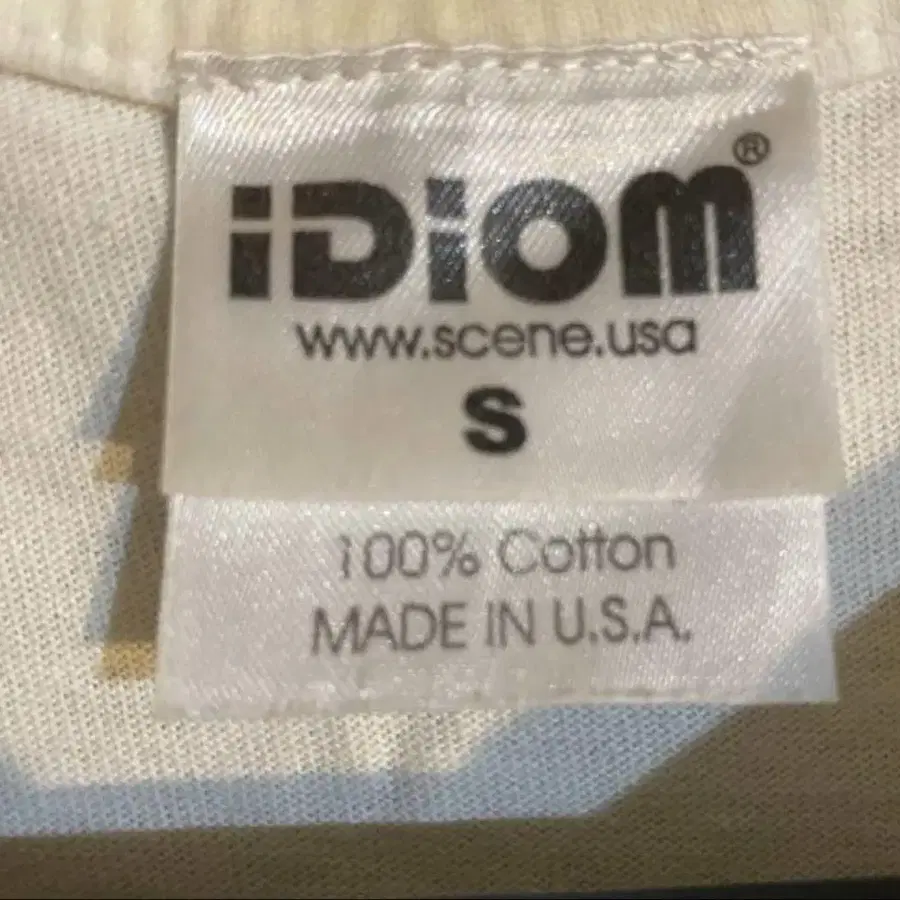 iDiom®
www.scene.usa
S
100% Cotton
MADE IN U.S.A.